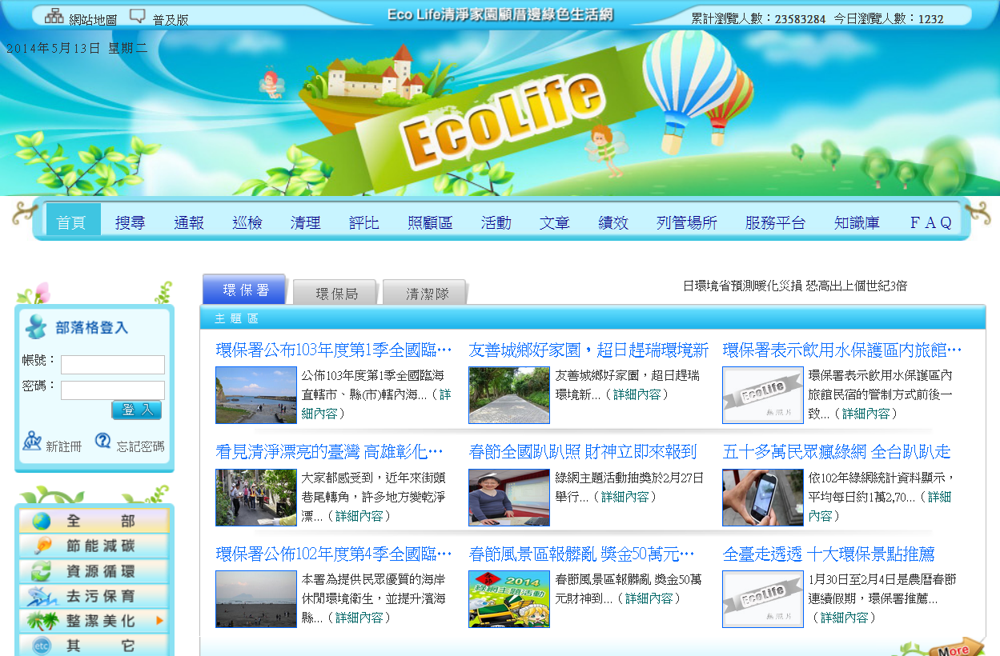 網站地圖 普及版
Eco Life清淨家園顧厝邊綠色生活網
累計瀏覽人數：23583284 今日瀏覽人數：1232
2014年5月13日 星期二
EcoLife
首頁 搜尋 通報 巡檢 清理 評比 照顧區 活動 文章 績效 列管場所 服務平台 知識庫 ＦＡＱ
環保署 環保局 清潔隊
日環境省預測暖化災損 恐高出上個世紀3倍
部落格登入
帳號：
密碼：
登 入
新註冊 忘記密碼
全 部
節能減碳
資源循環
去污保育
整潔美化
etc 其 它
主題區
環保署公布103年度第1季全國臨…
公佈103年度第1季全國臨海
直轄市、縣(市)轄內海...（詳
細內容）
友善城鄉好家園，超日趕瑞環境新
友善城鄉好家園，超日趕瑞
環境新...（詳細內容）
環保署表示飲用水保護區內旅館…
EcoLife
無照片
環保署表示飲用水保護區內
旅館民宿的管制方式前後一
致...（詳細內容）
看見清淨漂亮的臺灣 高雄彰化…
大家都感受到，近年來街頭
巷尾轉角，許多地方變乾淨
漂...（詳細內容）
春節全國趴趴照 財神立即來報到
綠網主題活動抽獎於2月27日
舉行...（詳細內容）
五十多萬民眾瘋綠網 全台趴趴走
依102年綠網統計資料顯示，
平均每日約1萬2,70...（詳細
內容）
環保署公佈102年度第4季全國臨…
本署為提供民眾優質的海岸
休閒環境衛生，並提升濱海
縣...（詳細內容）
春節風景區報髒亂 獎金50萬元…
2014
綠網主題活動
春節風景區報髒亂 獎金50萬
元財神到...（詳細內容）
全臺走透透 十大環保景點推薦
EcoLife
無照片
1月30日至2月4日是農曆春節
連續假期，環保署推薦...
（詳細內容）
More